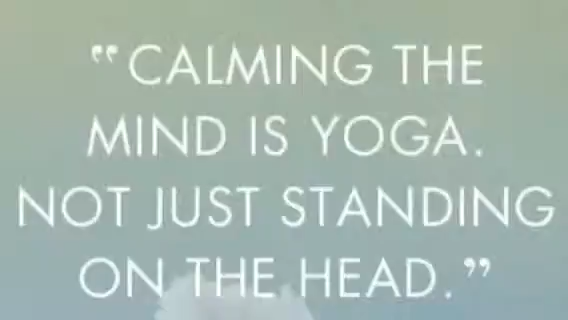 “CALMING THE
MIND IS YOGA.
NOT JUST STANDING
ON THE HEAD.”